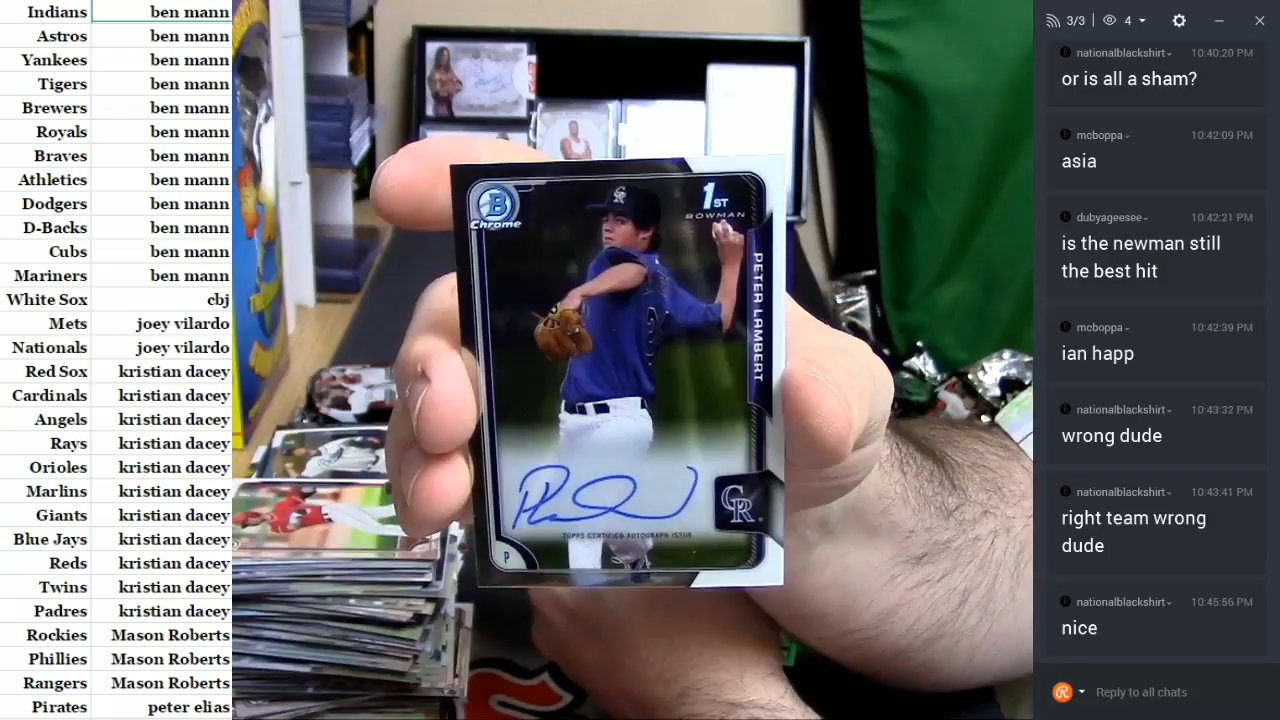 Indians ben mann
Astros ben mann
Yankees ben mann
Tigers ben mann
Brewers ben mann
Royals ben mann
Braves ben mann
Athletics ben mann
Dodgers ben mann
D-Backs ben mann
Cubs ben mann
Mariners ben mann
White Sox cbj
Mets joey vilardo
Nationals joey vilardo
Red Sox kristian dacey
Cardinals kristian dacey
Angels kristian dacey
Rays kristian dacey
Orioles kristian dacey
Marlins kristian dacey
Giants kristian dacey
Blue Jays kristian dacey
Reds kristian dacey
Twins kristian dacey
Padres kristian dacey
Rockies Mason Roberts
Phillies Mason Roberts
Rangers Mason Roberts
Pirates peter elias
B
Chrome
CR
1ST
BOWMAN
PETER LAMBERT
CR
TOPPS CERTIFIED AUTOGRAPH ISSUE
P
3/3 4
nationalblackshirt 10:40:20 PM
or is all a sham?
mcboppa 10:42:09 PM
asia
dubyageesee 10:42:21 PM
is the newman still
the best hit
mcboppa 10:42:39 PM
ian happ
nationalblackshirt 10:43:32 PM
wrong dude
nationalblackshirt 10:43:41 PM
right team wrong
dude
nationalblackshirt 10:45:56 PM
nice
Reply to all chats